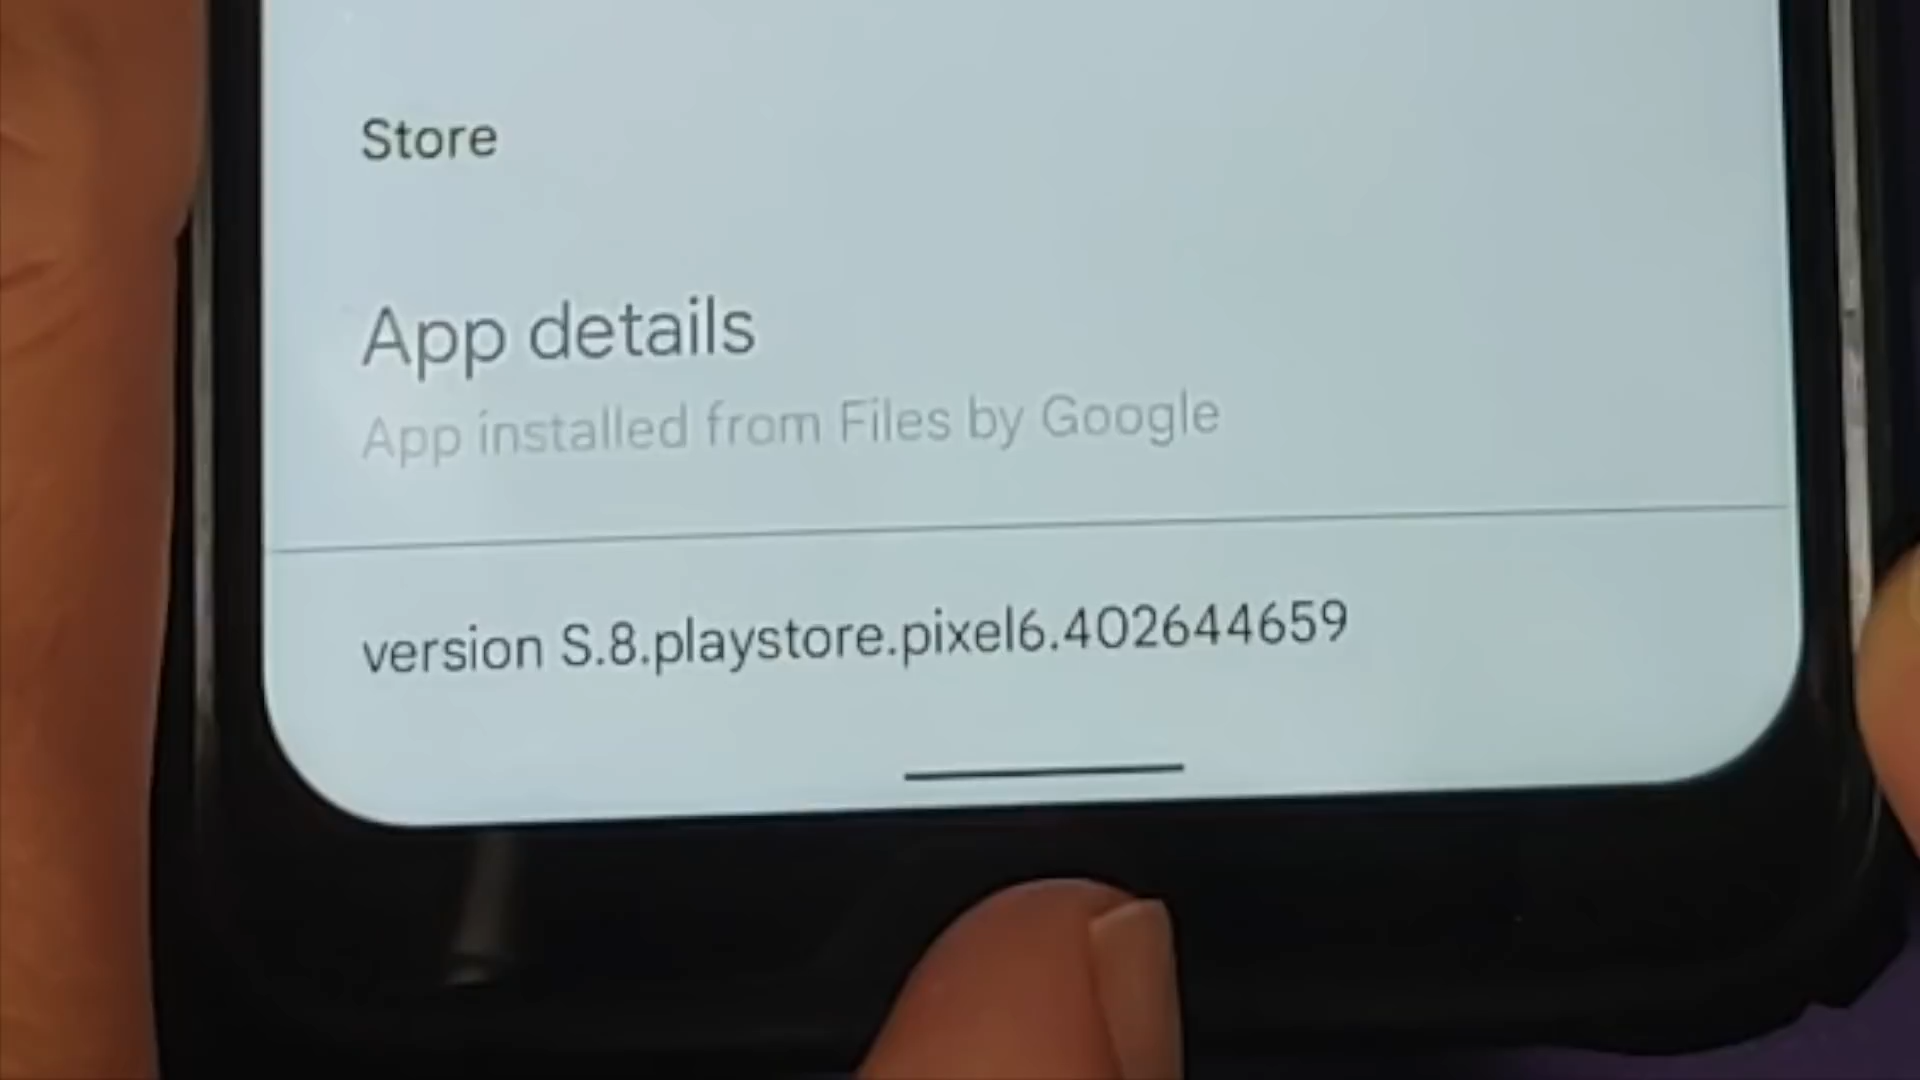 Store
App details
App installed from Files by Google
version S.8.playstore.pixel6.402644659